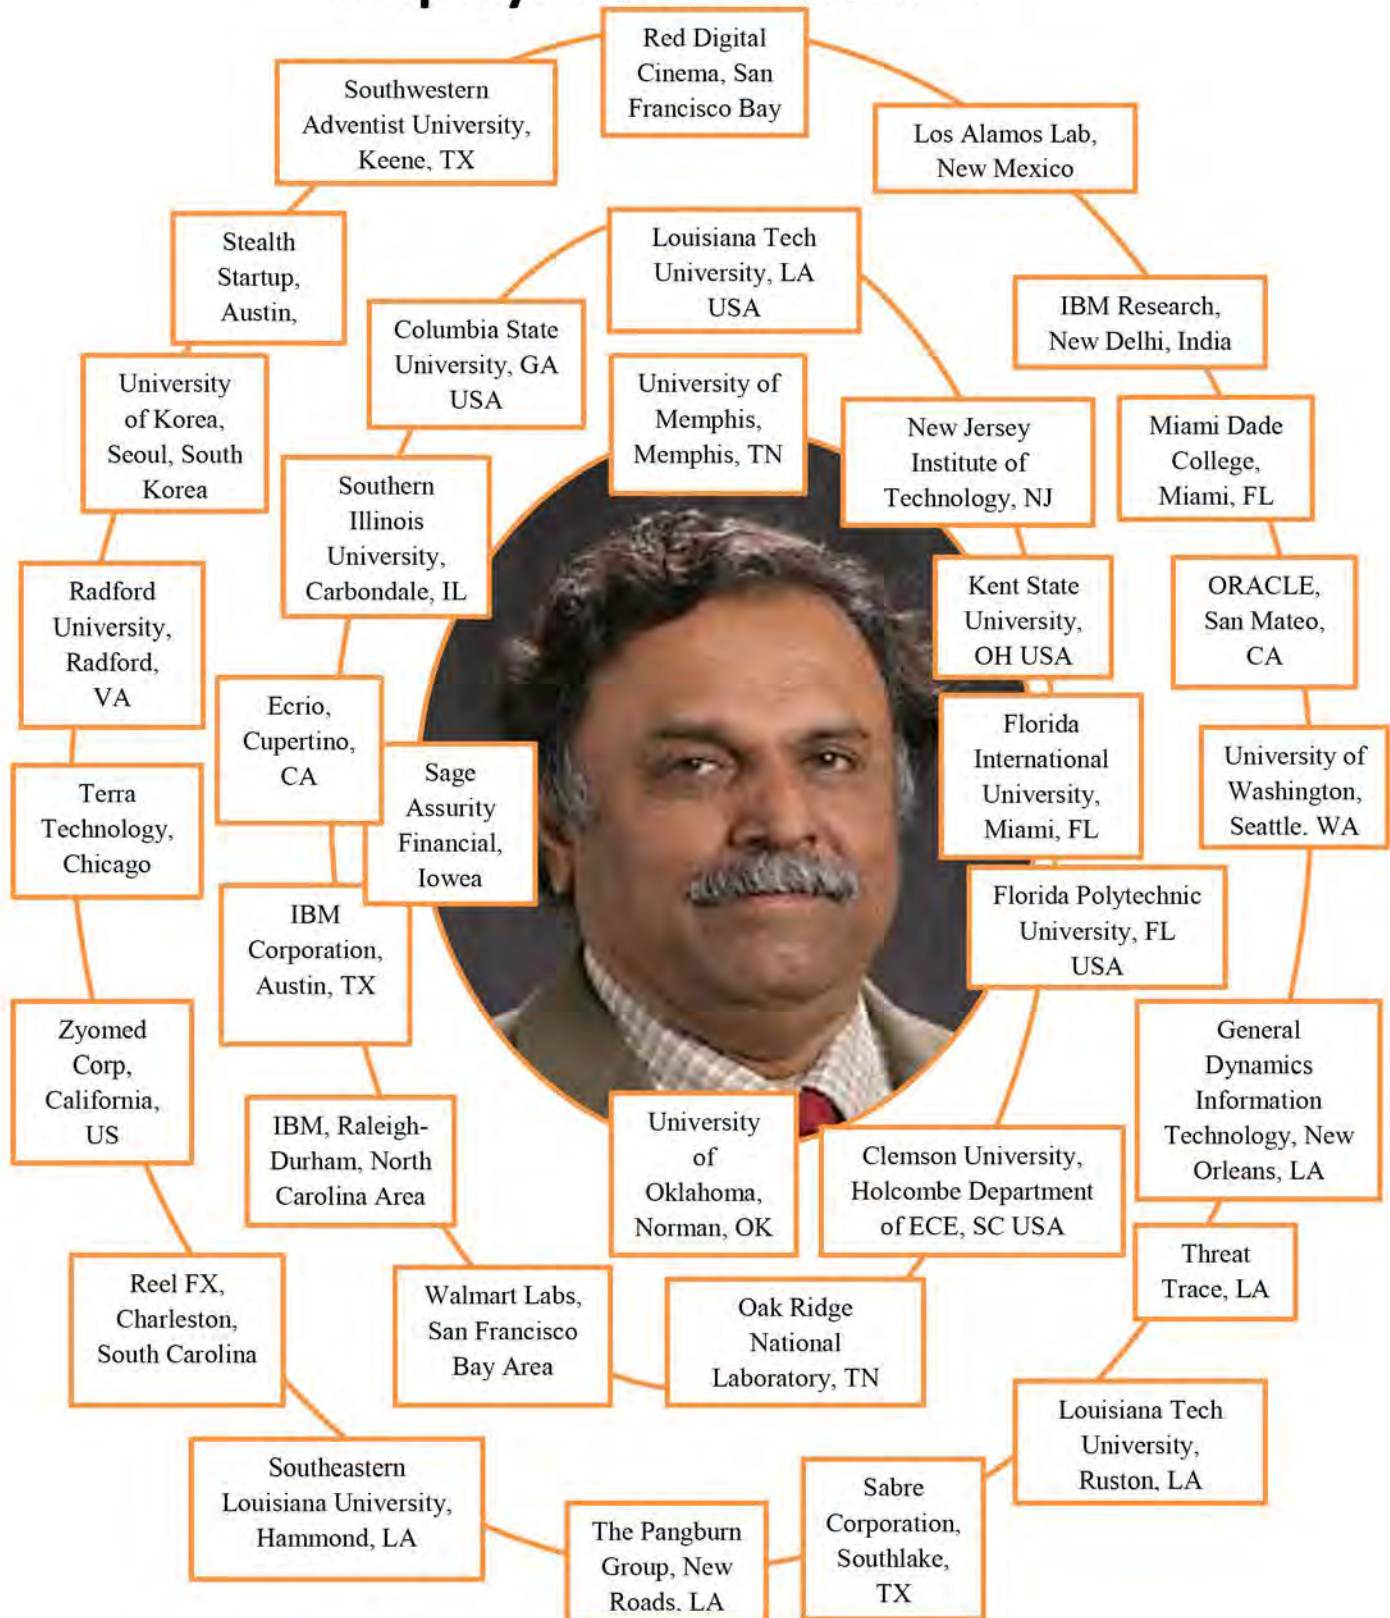 Red Digital
Cinema, San
Francisco Bay
Southwestern
Adventist University,
Keene, TX
Los Alamos Lab,
New Mexico
Stealth
Startup,
Austin,
Louisiana Tech
University, LA
USA
IBM Research,
New Delhi, India
Columbia State
University, GA
USA
University
of Korea,
Seoul, South
Korea
University of
Memphis,
Memphis, TN
New Jersey
Institute of
Technology, NJ
Miami Dade
College,
Miami, FL
Southern
Illinois
University,
Carbondale, IL
Radford
University,
Radford,
VA
Kent State
University,
OH USA
ORACLE,
San Mateo,
CA
Ecrio,
Cupertino,
CA
Sage
Assurity
Financial,
Iowea
Florida
International
University,
Miami, FL
University of
Washington,
Seattle. WA
Terra
Technology,
Chicago
IBM
Corporation,
Austin, TX
Florida Polytechnic
University, FL
USA
Zyomed
Corp,
California,
US
General
Dynamics
Information
Technology, New
Orleans, LA
IBM, Raleigh-
Durham, North
Carolina Area
University
of
Oklahoma,
Norman, OK
Clemson University,
Holcombe Department
of ECE, SC USA
Threat
Trace, LA
Reel FX,
Charleston,
South Carolina
Walmart Labs,
San Francisco
Bay Area
Oak Ridge
National
Laboratory, TN
Louisiana Tech
University,
Ruston, LA
Southeastern
Louisiana University,
Hammond, LA
The Pangburn
Group, New
Roads, LA
Sabre
Corporation,
Southlake,
TX